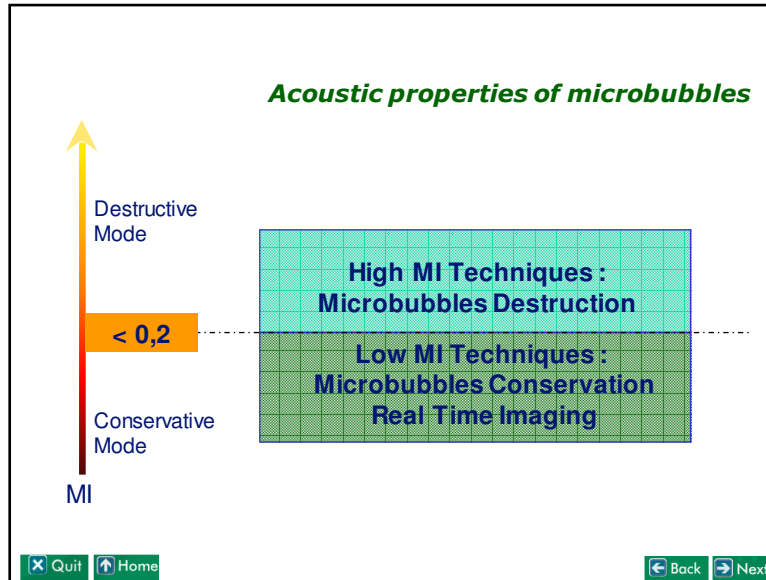 Acoustic properties of microbubbles
Destructive
Mode
High MI Techniques :
Microbubbles Destruction
< 0,2
Low MI Techniques :
Microbubbles Conservation
Real Time Imaging
Conservative
Mode
MI
Quit
Home
Back
Next